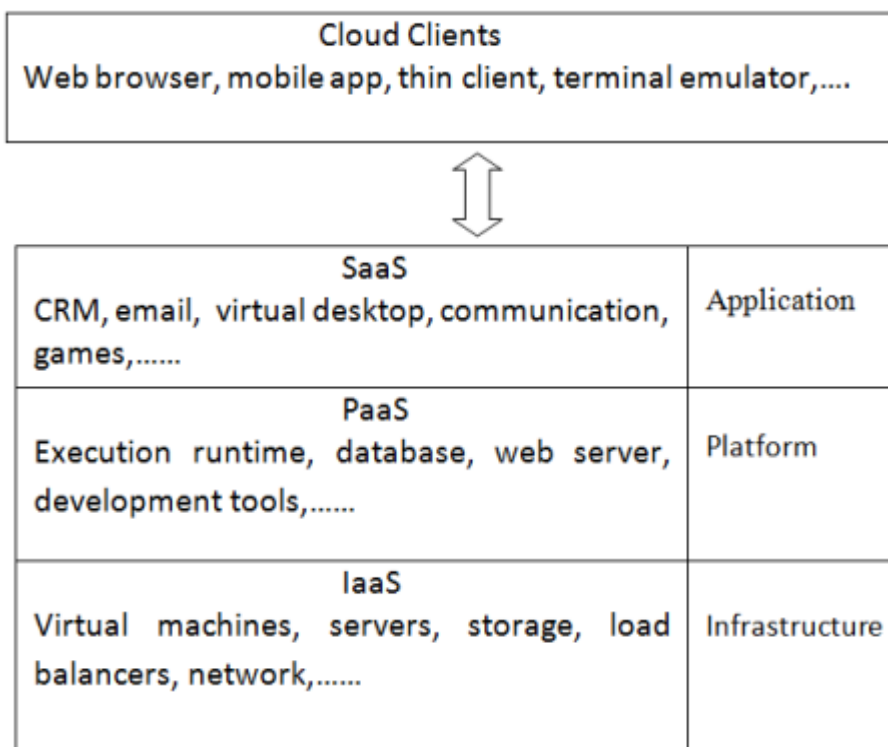 Cloud Clients
Web browser, mobile app, thin client, terminal emulator,....
SaaS
CRM, email, virtual desktop, communication,
games,......
Application
PaaS
Execution runtime, database, web server,
development tools,......
Platform
IaaS
Virtual machines, servers, storage, load
balancers, network,......
Infrastructure